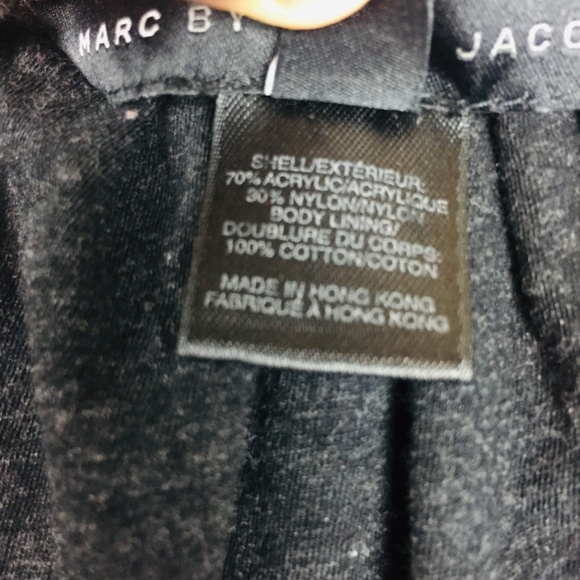 MARC BY JACO
SHELL/EXTÉRIEUR:
70% ACRYLIC/ACRYLIQUE
30% NYLON/NYLON
BODY LINING/
DOUBLURE DU CORPS:
100% COTTON/COTON
MADE IN HONG KONG
FABRIQUÉ À HONG KONG